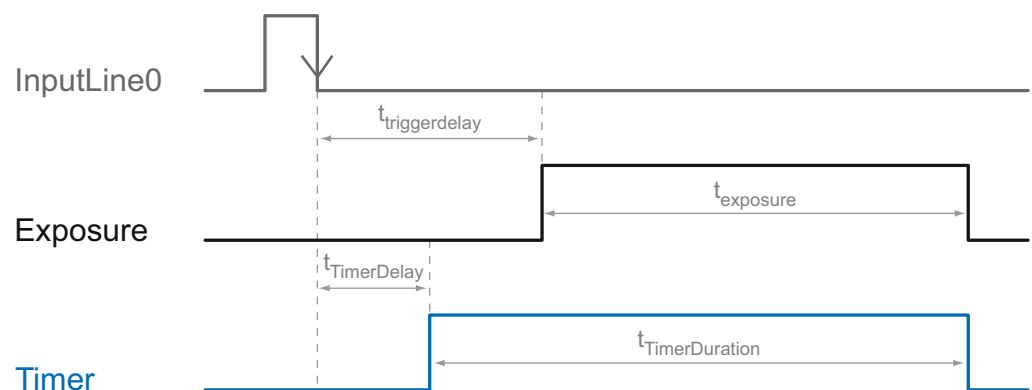 InputLine0
t_triggerdelay
t_exposure
Exposure
t_TimerDelay
t_TimerDuration
Timer